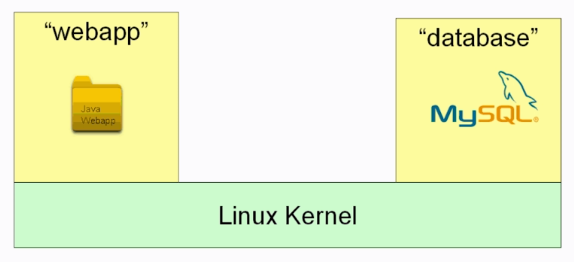 “webapp”
“database”
Java
Webapp
MySQL®
Linux Kernel